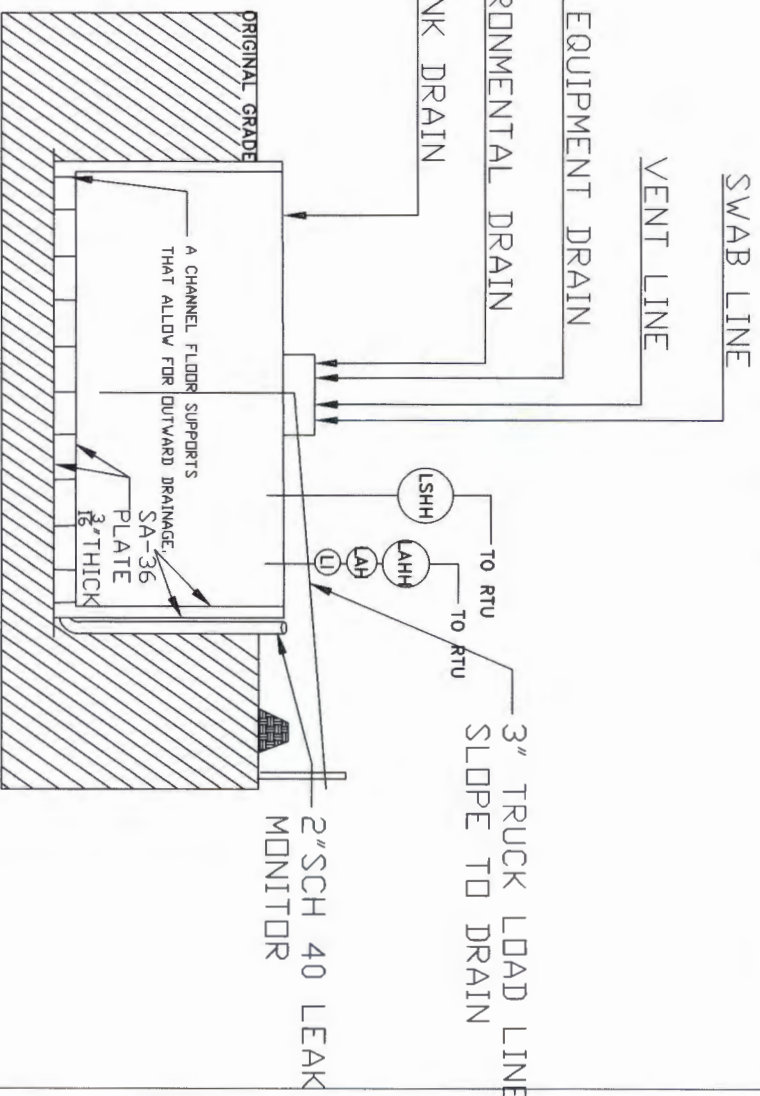 SWAB LINE
VENT LINE
EQUIPMENT DRAIN
RONMENTAL DRAIN
NK DRAIN
ORIGINAL GRADE
A CHANNEL FLOOR SUPPORTS
THAT ALLOW FOR OUTWARD DRAINAGE,
SA-36
PLATE
3/16"THICK
LSHH
TO RTU
LAHH
LAH
LI
TO RTU
3" TRUCK LOAD LINE
SLOPE TO DRAIN
2"SCH 40 LEAK
MONITOR